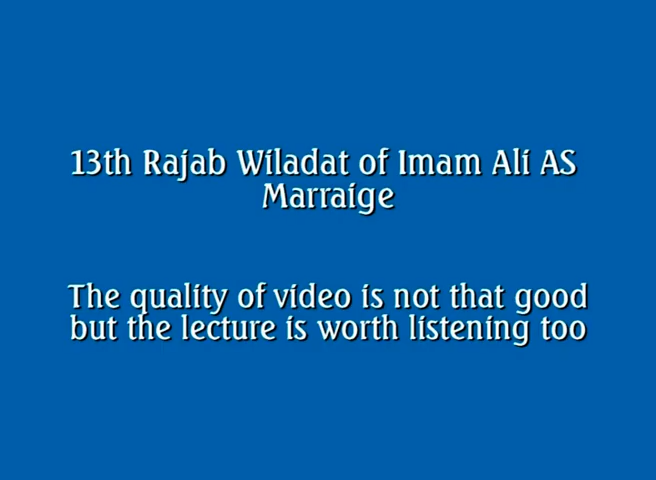 13th Rajab Wiladat of Imam Ali AS
Marraige
The quality of video is not that good
but the lecture is worth listening too